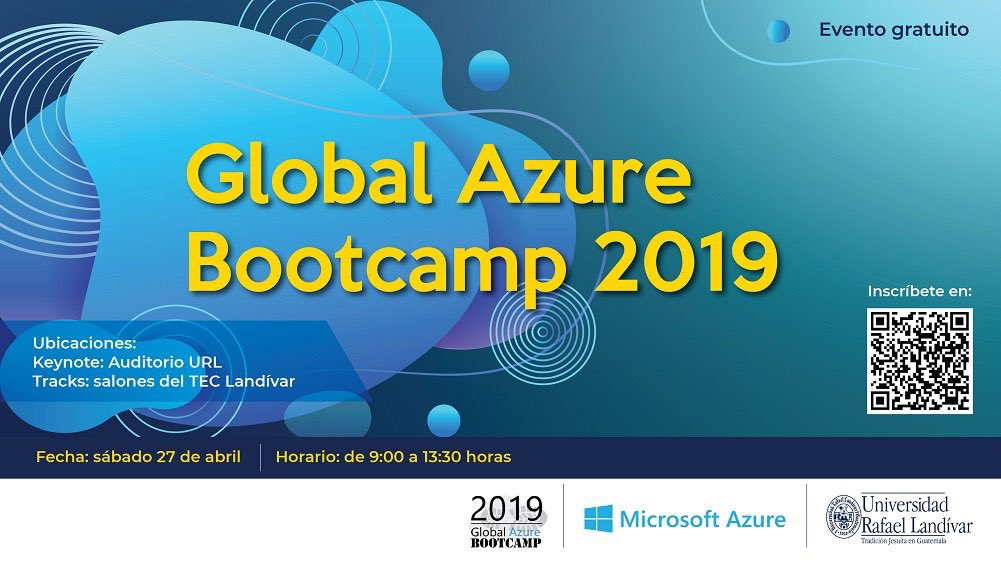 Evento gratuito
Global Azure
Bootcamp 2019
Inscríbete en:
Ubicaciones:
Keynote: Auditorio URL
Tracks: salones del TEC Landívar
Fecha: sábado 27 de abril
Horario: de 9:00 a 13:30 horas
2019
Global Azure
BOOTCAMP
Microsoft Azure
Universidad
Rafael Landívar
Tradición Jesuita en Guatemala